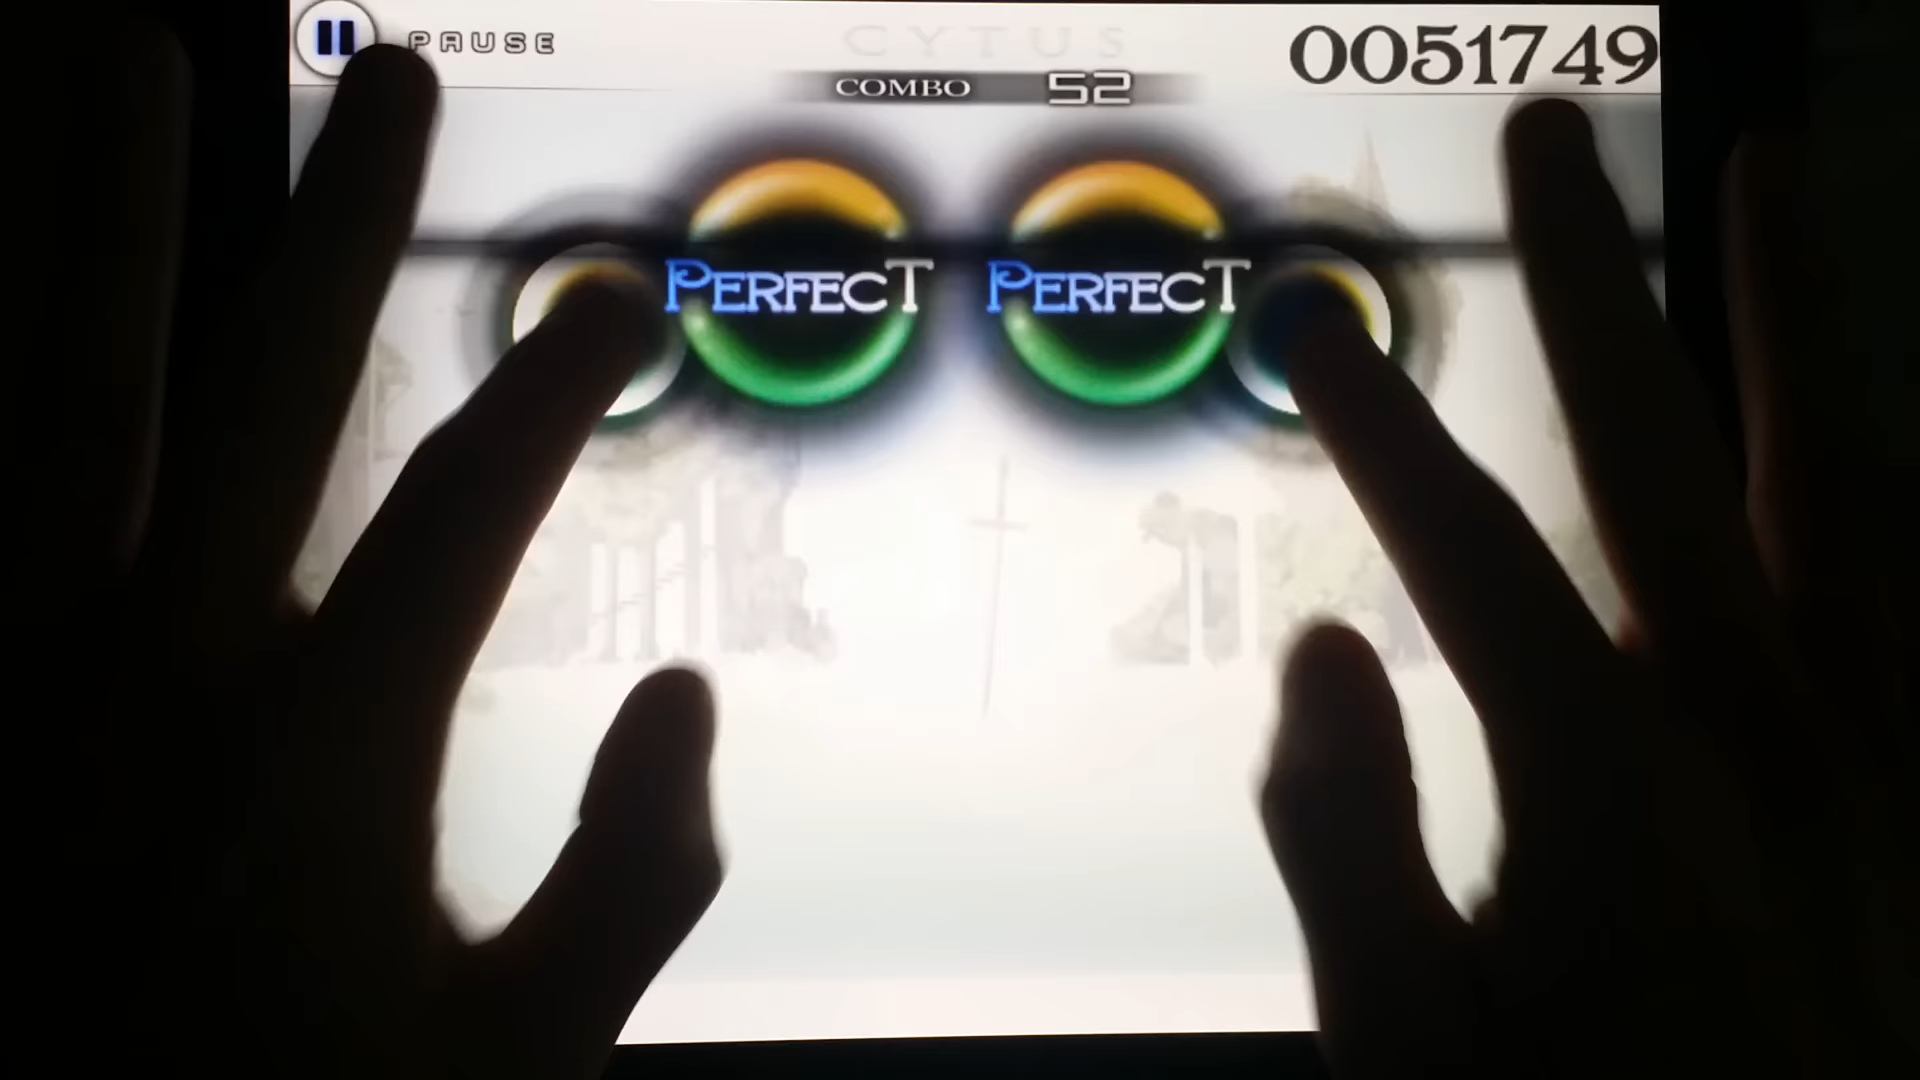 PAUSE
CYTUS
0051749
COMBO 52
PERFECT PERFECT